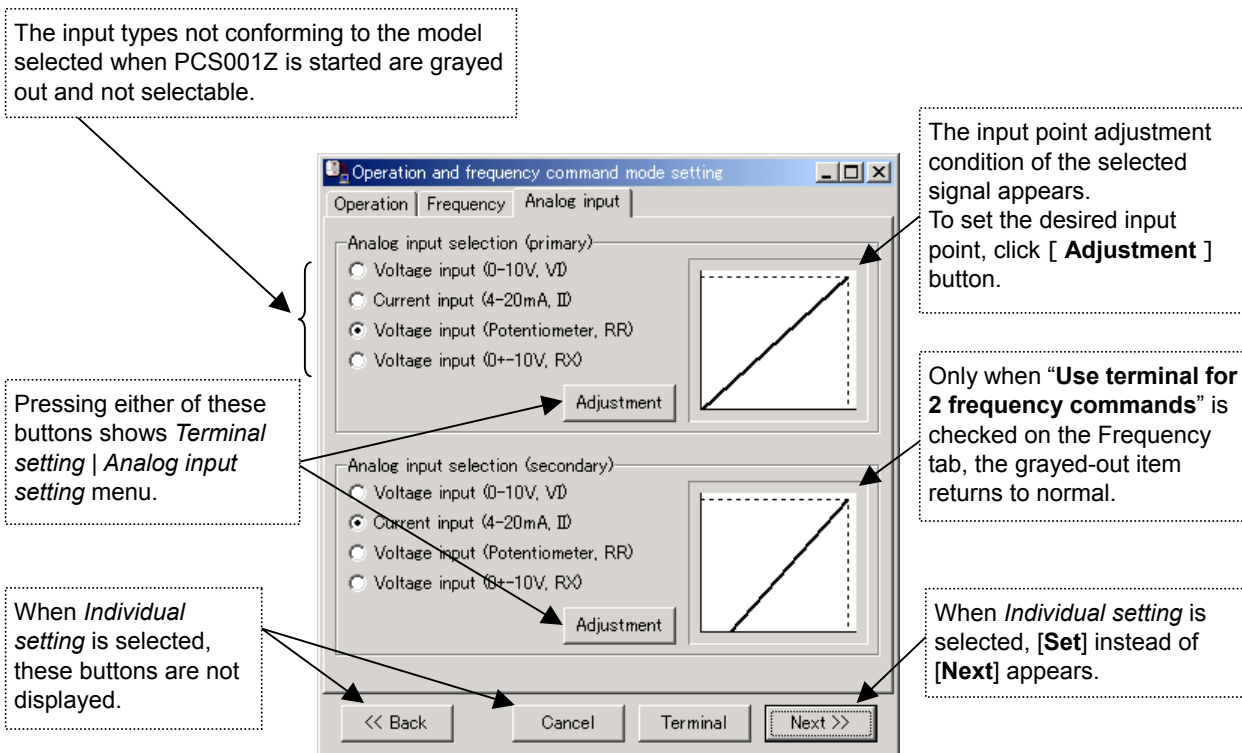 The input types not conforming to the model
selected when PCS001Z is started are grayed
out and not selectable.
The input point adjustment
condition of the selected
signal appears.
To set the desired input
point, click [ Adjustment ]
button.
Operation and frequency command mode setting
Operation
Frequency
Analog input
Analog input selection (primary)
Voltage input (0-10V, VI)
Current input (4-20mA, II)
Voltage input (Potentiometer, RR)
Voltage input (0+-10V, RX)
Adjustment
Only when “Use terminal for
2 frequency commands” is
checked on the Frequency
tab, the grayed-out item
returns to normal.
Pressing either of these
buttons shows Terminal
setting | Analog input
setting menu.
Analog input selection (secondary)
Voltage input (0-10V, VI)
Current input (4-20mA, II)
Voltage input (Potentiometer, RR)
Voltage input (0+-10V, RX)
Adjustment
When Individual
setting is selected,
these buttons are not
displayed.
When Individual setting is
selected, [Set] instead of
[Next] appears.
<< Back
Cancel
Terminal
Next >>